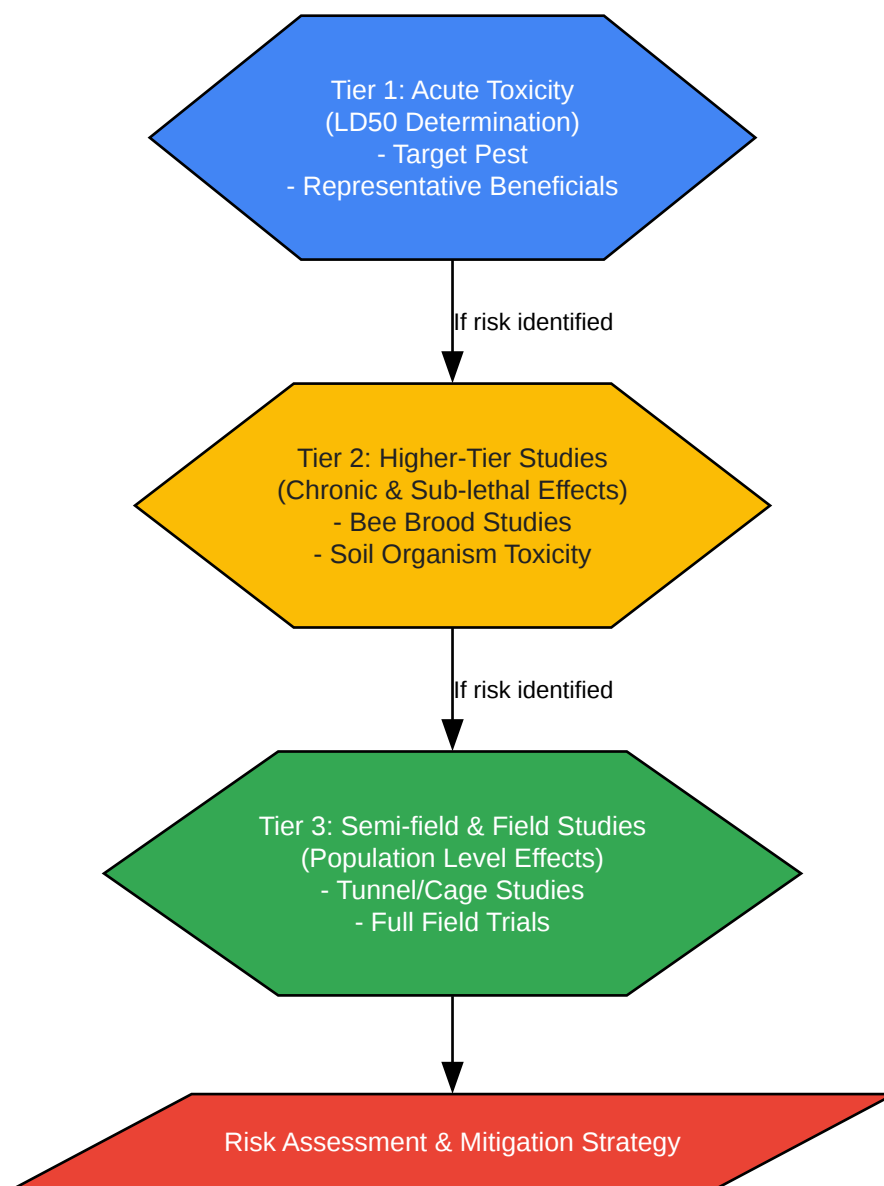 Tier 1: Acute Toxicity
(LD50 Determination)
- Target Pest
- Representative Beneficials
If risk identified
Tier 2: Higher-Tier Studies
(Chronic & Sub-lethal Effects)
- Bee Brood Studies
- Soil Organism Toxicity
If risk identified
Tier 3: Semi-field & Field Studies
(Population Level Effects)
- Tunnel/Cage Studies
- Full Field Trials
Risk Assessment & Mitigation Strategy